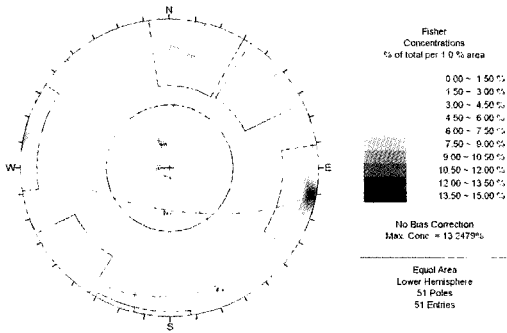 N
Fisher
Concentrations
% of total per 1.0 % area
0.00 ~ 1.50 %
1.50 ~ 3.00 %
3.00 ~ 4.50 %
4.50 ~ 6.00 %
6.00 ~ 7.50 %
7.50 ~ 9.00 %
9.00 ~ 10.50 %
10.50 ~ 12.00 %
12.00 ~ 13.50 %
13.50 ~ 15.00 %
W
E
No Bias Correction
Max. Conc. = 13.2479%
Equal Area
Lower Hemisphere
51 Poles
51 Entries
S